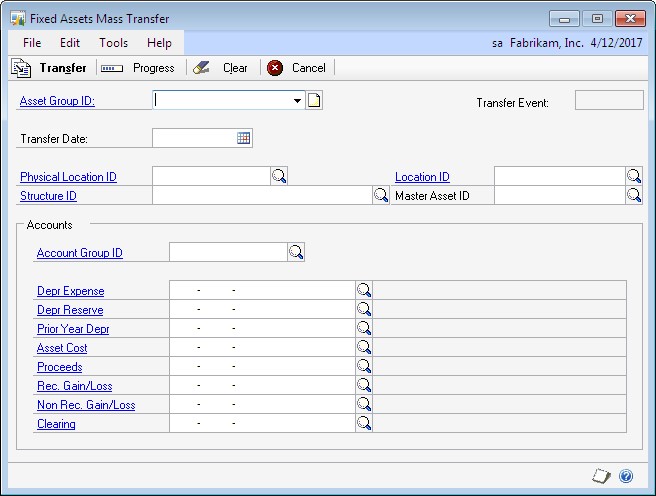 Fixed Assets Mass Transfer
File Edit Tools Help sa Fabrikam, Inc. 4/12/2017
Transfer Progress Clear Cancel
Asset Group ID: Transfer Event:
Transfer Date:
Physical Location ID Location ID
Structure ID Master Asset ID
Accounts
Account Group ID
Depr Expense - -
Depr Reserve - -
Prior Year Depr - -
Asset Cost - -
Proceeds - -
Rec. Gain/Loss - -
Non Rec. Gain/Loss - -
Clearing - -